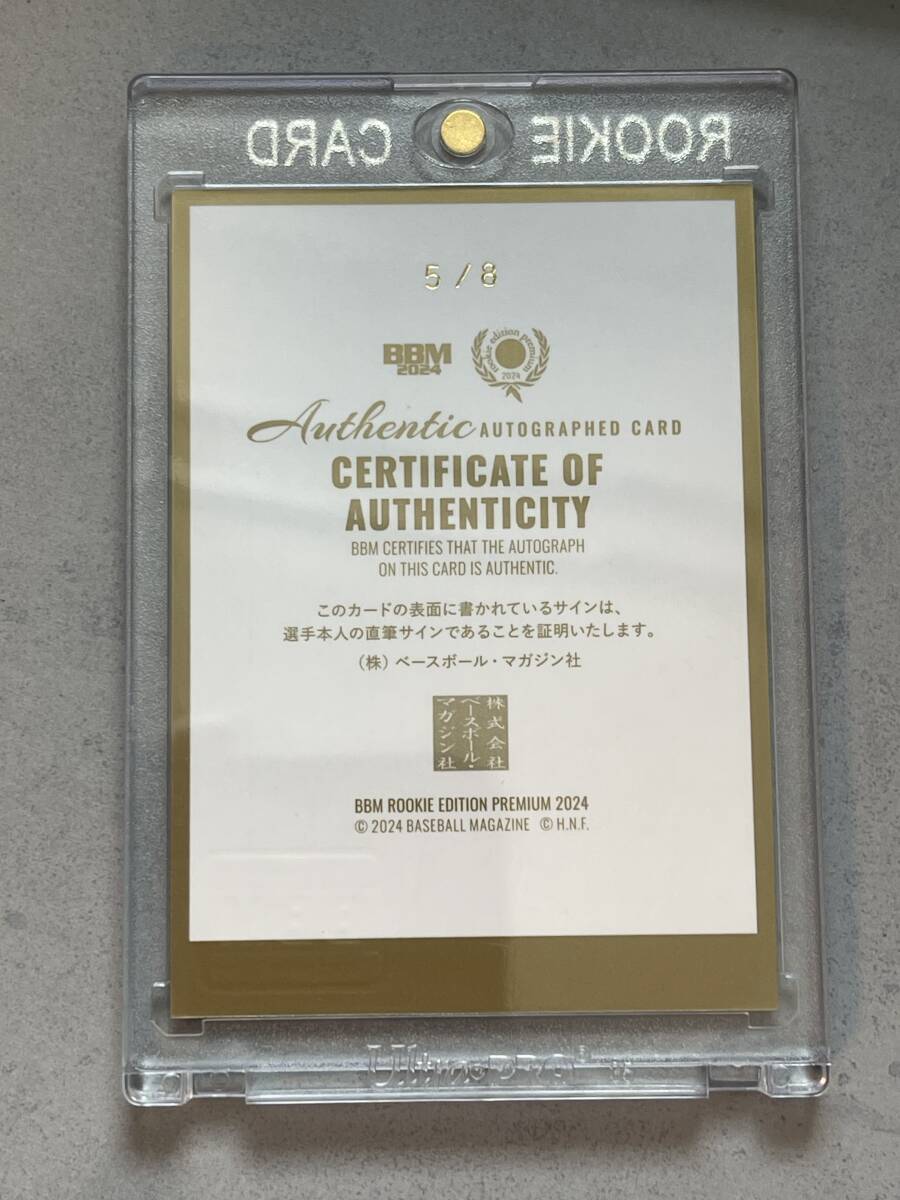 ROOKIE CARD
5/8
BBM
2024
rookie edition premium
2024
Authentic AUTOGRAPHED CARD
CERTIFICATE OF
AUTHENTICITY
BBM CERTIFIES THAT THE AUTOGRAPH
ON THIS CARD IS AUTHENTIC.
このカードの表面に書かれているサインは、
選手本人の直筆サインであることを証明いたします。
(株)ベースボール・マガジン社
株式会社
ベースボール・
マガジン社
BBM ROOKIE EDITION PREMIUM 2024
© 2024 BASEBALL MAGAZINE © H.N.F.
Ultra PRO